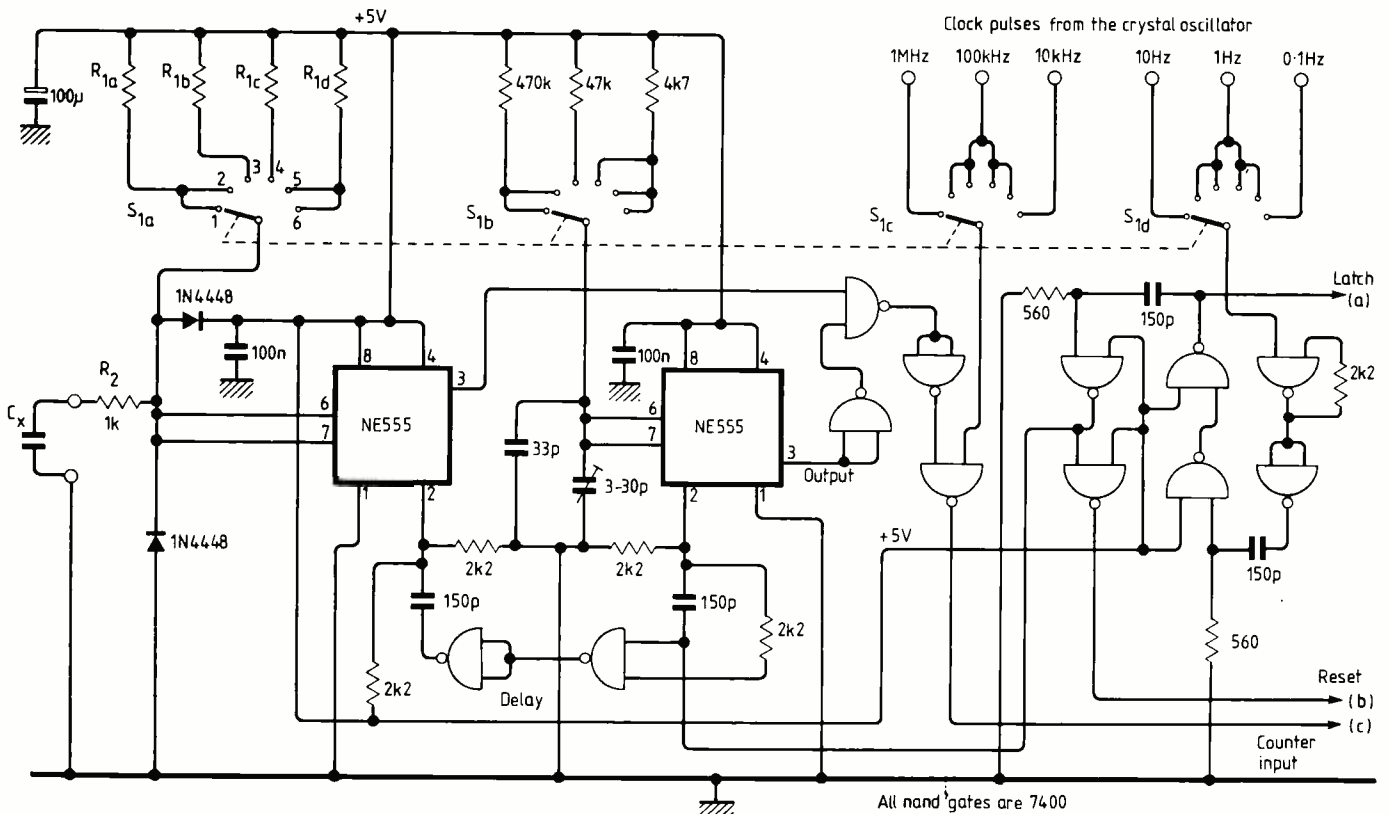 +5V
Clock pulses from the crystal oscillator
1MHz
100kHz
10kHz
10Hz
1Hz
0·1Hz
100µ
R1a
R1b
R1c
R1d
470k
47k
4k7
1
2
3
4
5
6
S1a
S1b
S1c
S1d
1N4448
100n
8
4
3
R2
1k
Cx
6
7
NE555
1
2
33p
3-30p
100n
8
4
6
7
NE555
3
2
1
Output
560
150p
Latch
(a)
2k2
1N4448
2k2
2k2
+5V
150p
150p
150p
2k2
2k2
Delay
560
Reset
(b)
(c)
Counter
input
All nand gates are 7400